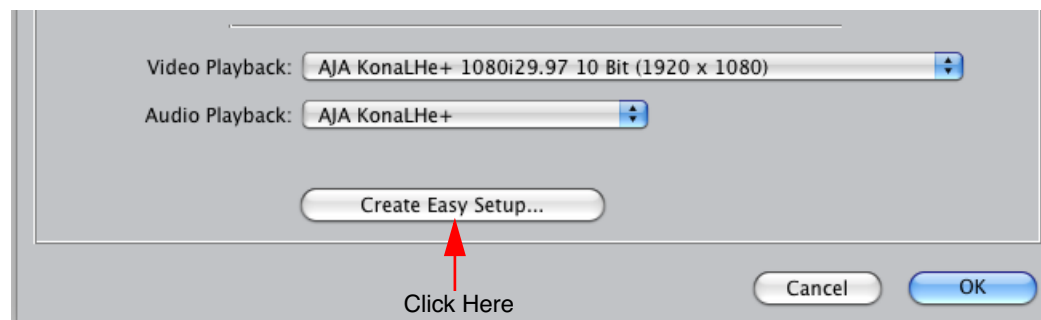 Video Playback: AJA KonaLHe+ 1080i29.97 10 Bit (1920 x 1080)
Audio Playback: AJA KonaLHe+
Create Easy Setup...
Click Here
Cancel OK